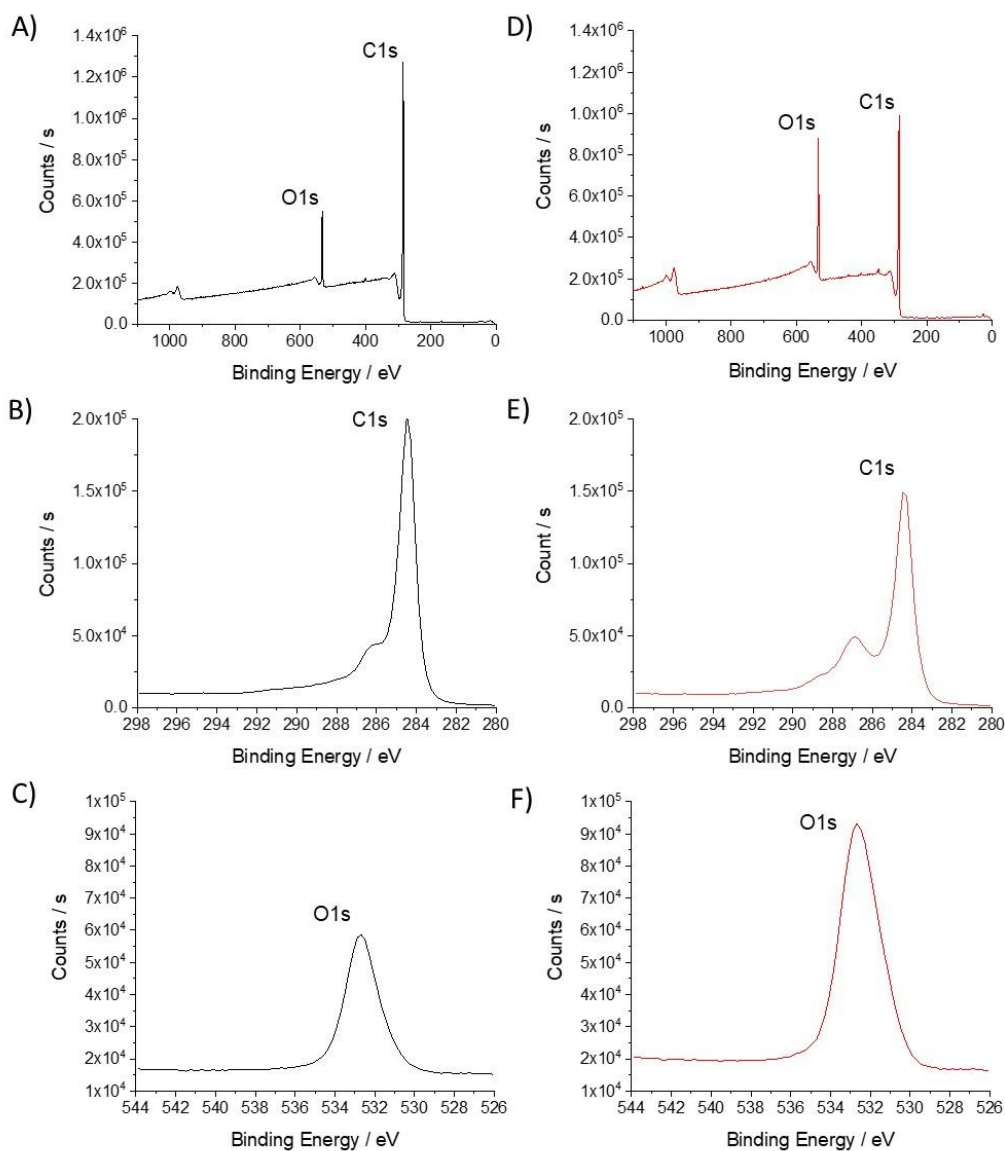 A)
1.4x10⁶
1.2x10⁶
1.0x10⁶
8.0x10⁵
6.0x10⁵
4.0x10⁵
2.0x10⁵
0.0
Counts / s
O1s
C1s
1000 800 600 400 200 0
Binding Energy / eV
D)
1.4x10⁶
1.2x10⁶
1.0x10⁶
8.0x10⁵
6.0x10⁵
4.0x10⁵
2.0x10⁵
0.0
Counts / s
O1s
C1s
1000 800 600 400 200 0
Binding Energy / eV
B)
2.0x10⁵
1.5x10⁵
1.0x10⁵
5.0x10⁴
0.0
Counts / s
C1s
298 296 294 292 290 288 286 284 282 280
Binding Energy / eV
E)
2.0x10⁵
1.5x10⁵
1.0x10⁵
5.0x10⁴
0.0
Count / s
C1s
298 296 294 292 290 288 286 284 282 280
Binding Energy / eV
C)
1x10⁵
9x10⁴
8x10⁴
7x10⁴
6x10⁴
5x10⁴
4x10⁴
3x10⁴
2x10⁴
1x10⁴
Counts / s
O1s
544 542 540 538 536 534 532 530 528 526
Binding Energy / eV
F)
1x10⁵
9x10⁴
8x10⁴
7x10⁴
6x10⁴
5x10⁴
4x10⁴
3x10⁴
2x10⁴
1x10⁴
Counts / s
O1s
544 542 540 538 536 534 532 530 528 526
Binding Energy / eV